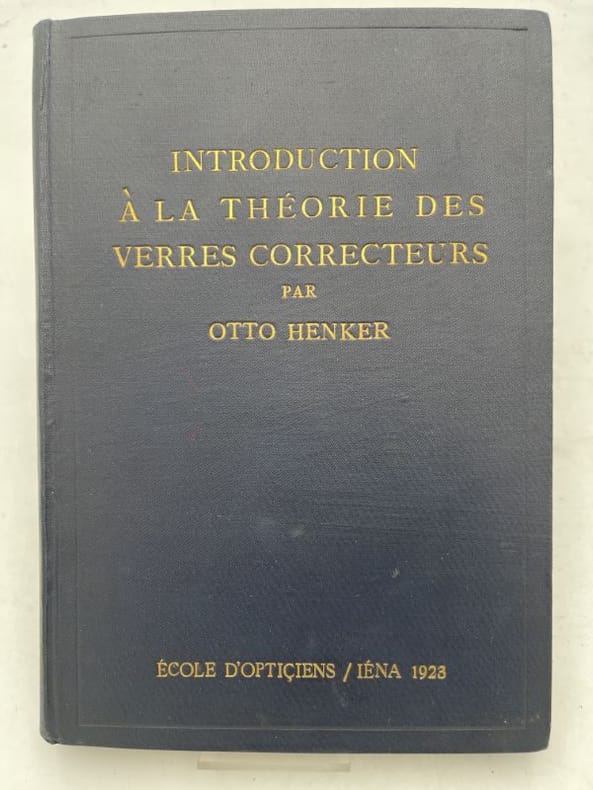 INTRODUCTION
À LA THÉORIE DES
VERRES CORRECTEURS
PAR
OTTO HENKER
ÉCOLE D'OPTIÇIENS / IÉNA 1923